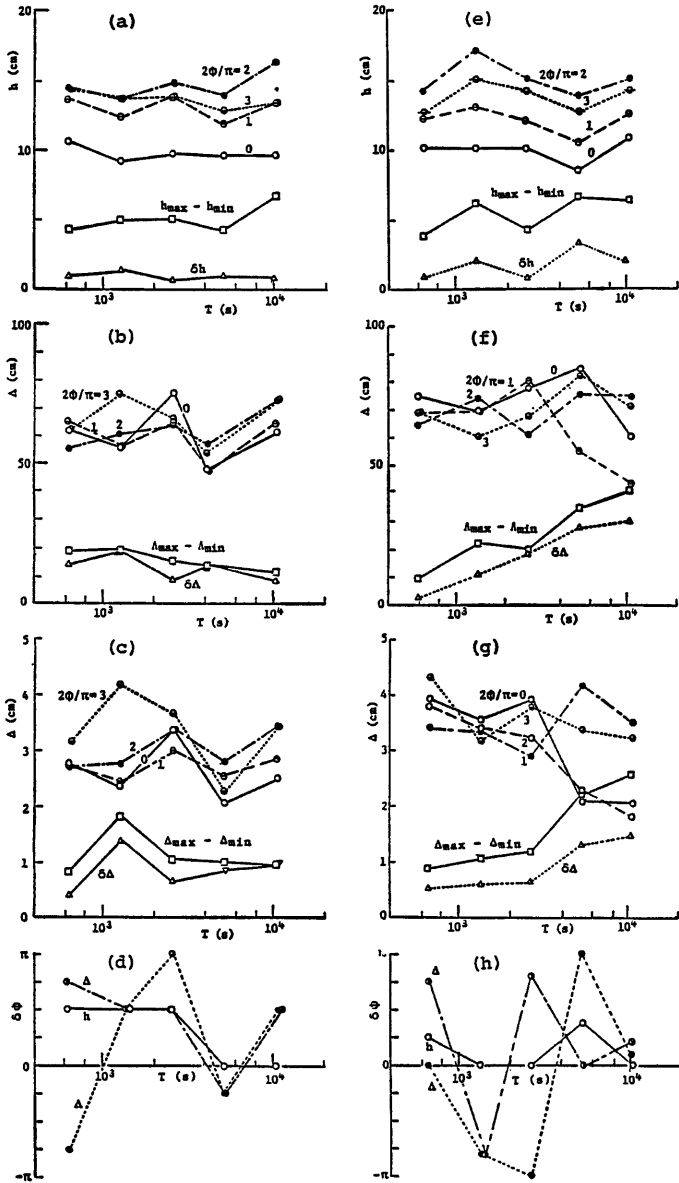 (a)
20
10
0
h (cm)
2Φ/π=2
3
1
0
hmax - hmin
δh
10³
T (s)
10⁴
(b)
100
50
0
Δ (cm)
2Φ/π=3
1
2
0
Λmax - Λmin
δΔ
10³
T (s)
10⁴
(c)
5
4
3
2
1
0
Δ (cm)
2Φ/π=3
2
0
1
Δmax - Δmin
δΔ
10³
T (s)
10⁴
(d)
π
0
-π
δϕ
Δ
h
Δ
10³
T (s)
10⁴
(e)
20
10
0
h (cm)
2Φ/π=2
3
1
0
hmax - hmin
δh
10³
T (s)
10⁴
(f)
100
50
0
Δ (cm)
2Φ/π=1
0
2
3
Λmax - Λmin
δΔ
10³
T (s)
10⁴
(g)
5
4
3
2
1
0
Δ (cm)
2Φ/π=0
3
2
1
Δmax - Δmin
δΔ
10³
T (s)
10⁴
(h)
0
-π
δϕ
Δ
h
Δ
10³
T (s)
10⁴